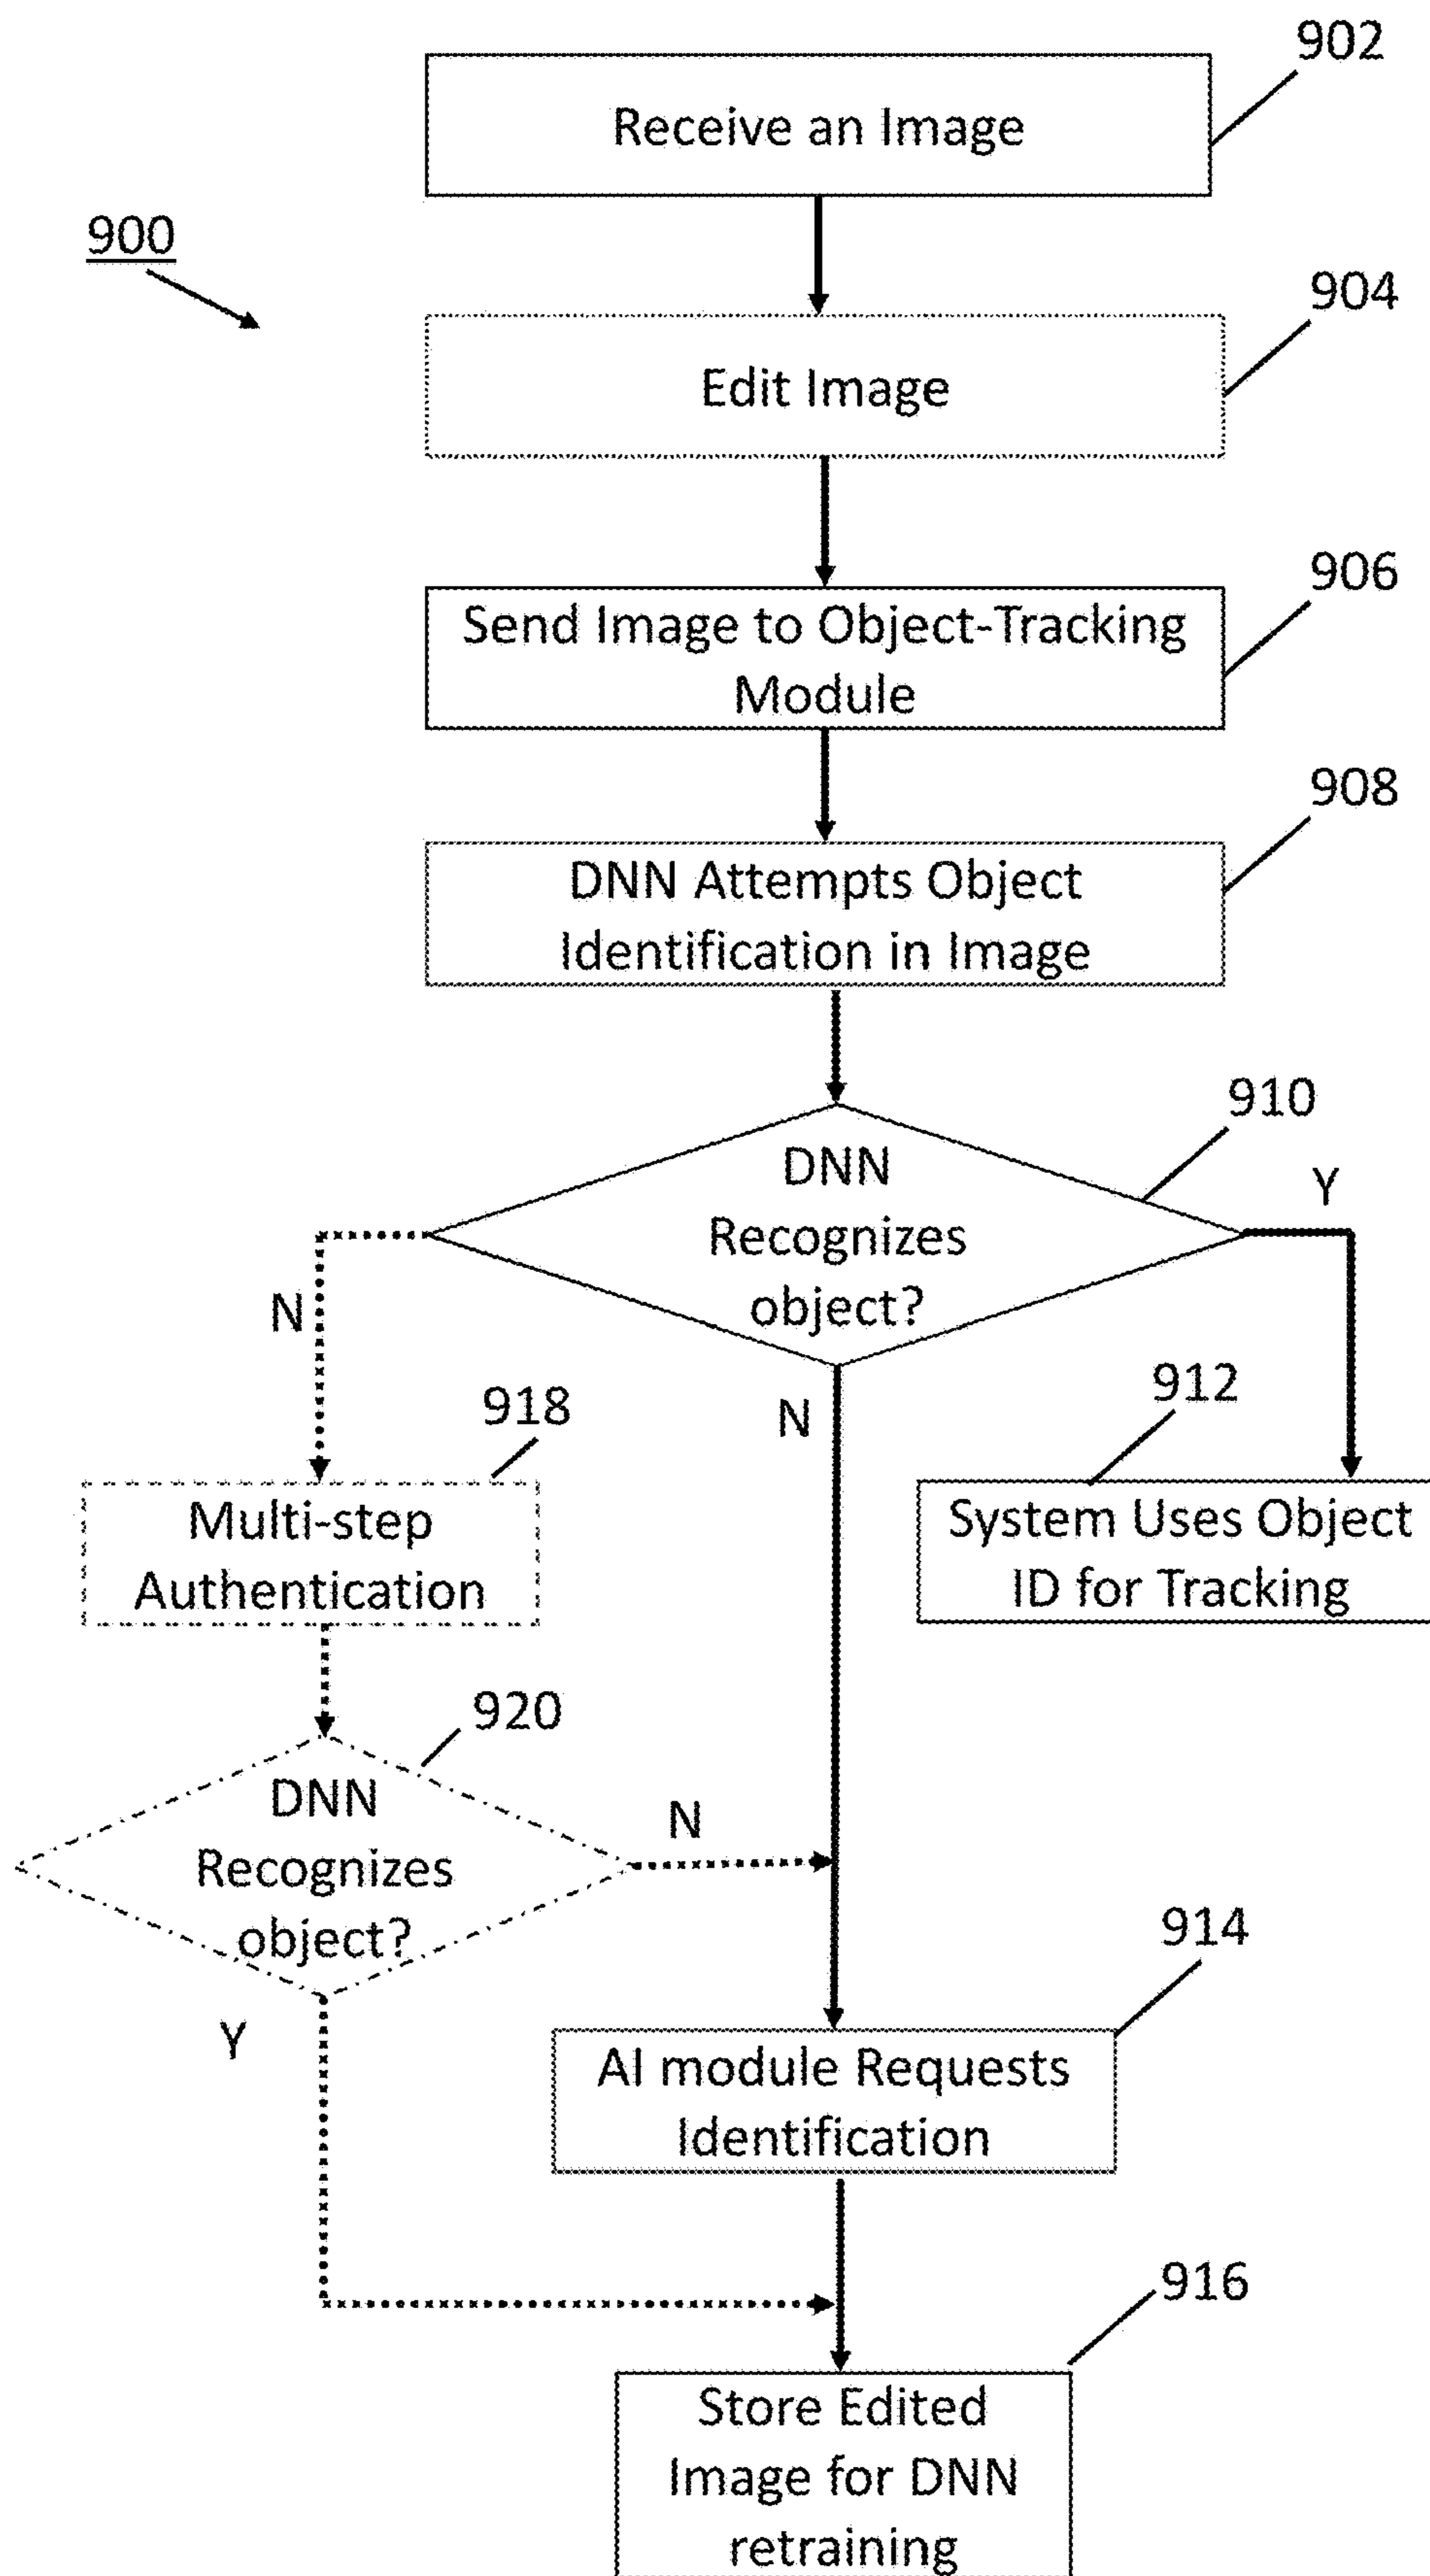 902
Receive an Image
900
904
Edit Image
906
Send Image to Object-Tracking
Module
908
DNN Attempts Object
Identification in Image
910
DNN
Recognizes
object?
Y
N
N
918
912
Multi-step
Authentication
System Uses Object
ID for Tracking
920
DNN
Recognizes
object?
N
Y
914
AI module Requests
Identification
916
Store Edited
Image for DNN
retraining